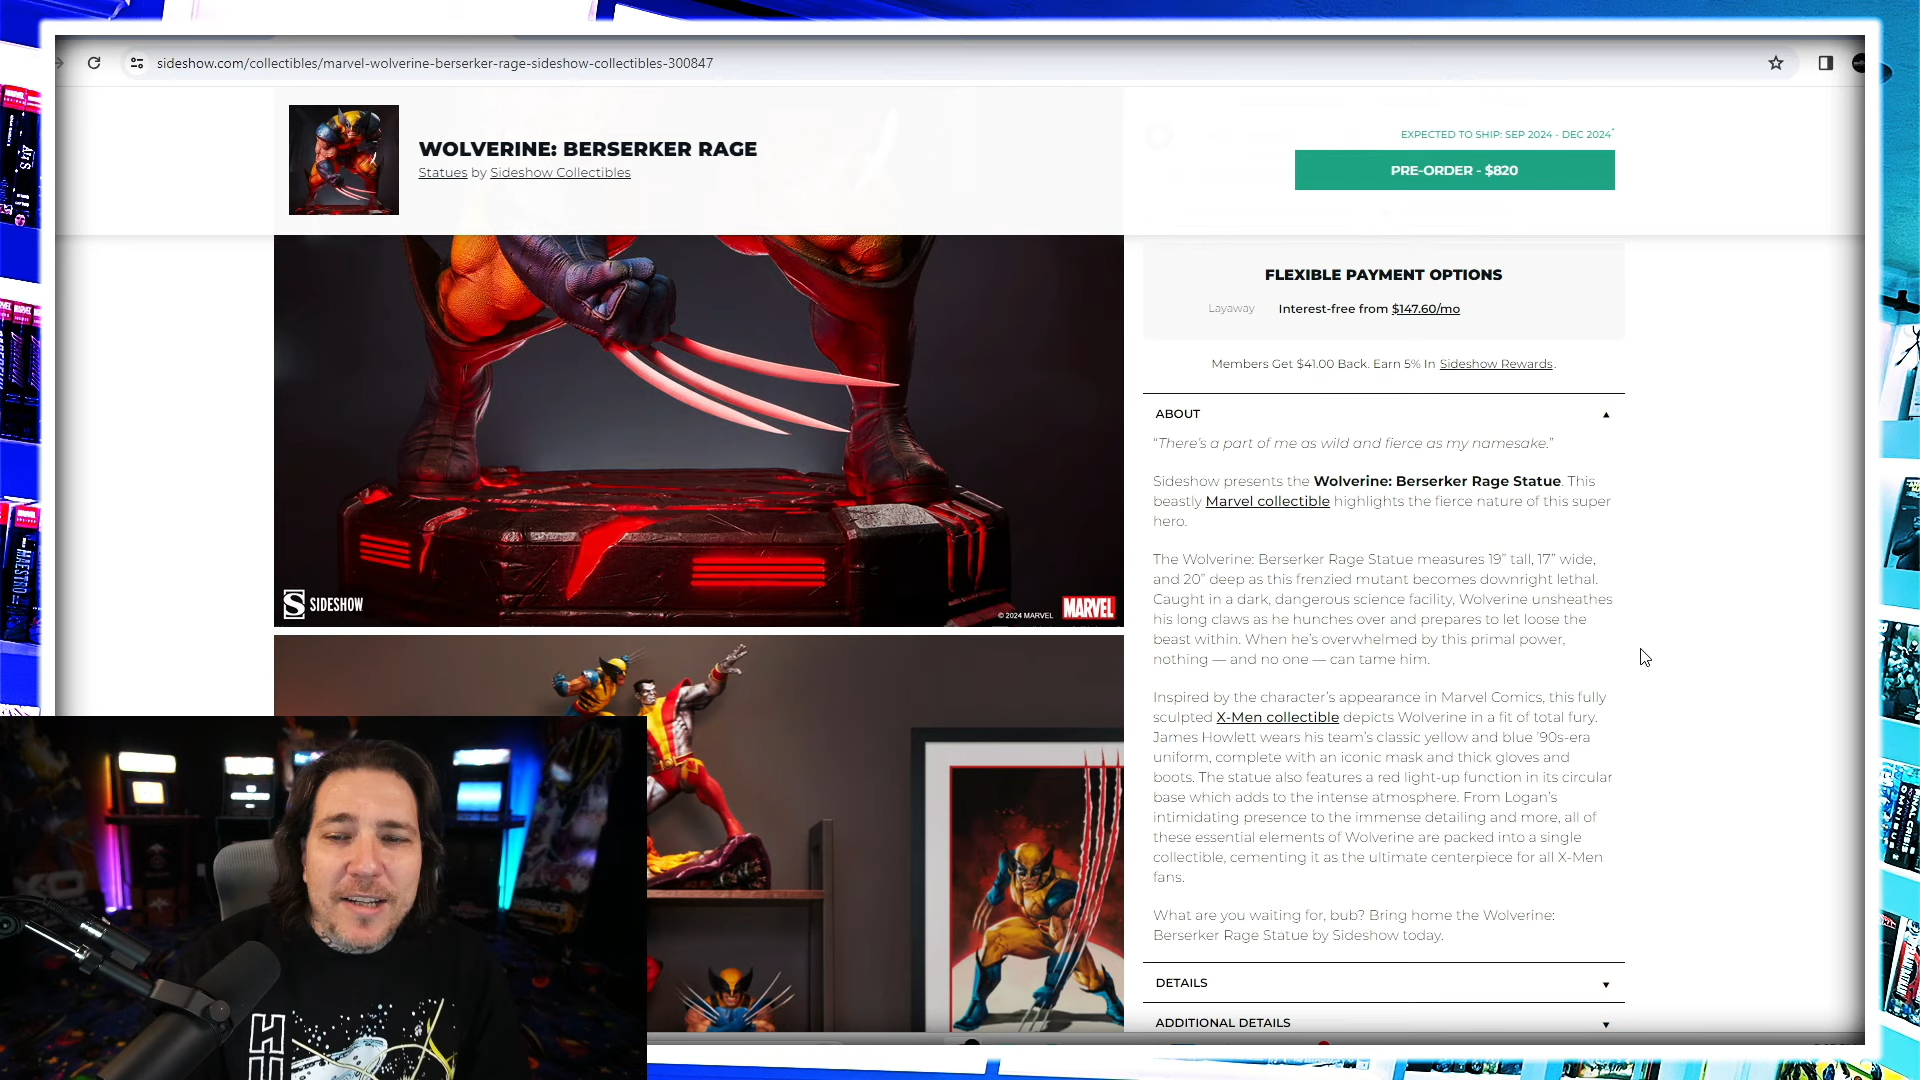 sideshow.com/collectibles/marvel-wolverine-berserker-rage-sideshow-collectibles-300847
WOLVERINE: BERSERKER RAGE
Statues by Sideshow Collectibles
EXPECTED TO SHIP: SEP 2024 - DEC 2024*
PRE-ORDER - $820
FLEXIBLE PAYMENT OPTIONS
Layaway Interest-free from $147.60/mo
Members Get $41.00 Back. Earn 5% In Sideshow Rewards.
ABOUT
“There’s a part of me as wild and fierce as my namesake.”
Sideshow presents the Wolverine: Berserker Rage Statue. This
beastly Marvel collectible highlights the fierce nature of this super
hero.
The Wolverine: Berserker Rage Statue measures 19” tall, 17” wide,
and 20” deep as this frenzied mutant becomes downright lethal.
Caught in a dark, dangerous science facility, Wolverine unsheathes
his long claws as he hunches over and prepares to let loose the
beast within. When he’s overwhelmed by this primal power,
nothing — and no one — can tame him.
Inspired by the character’s appearance in Marvel Comics, this fully
sculpted X-Men collectible depicts Wolverine in a fit of total fury.
James Howlett wears his team’s classic yellow and blue ’90s-era
uniform, complete with an iconic mask and thick gloves and
boots. The statue also features a red light-up function in its circular
base which adds to the intense atmosphere. From Logan’s
intimidating presence to the immense detailing and more, all of
these essential elements of Wolverine are packed into a single
collectible, cementing it as the ultimate centerpiece for all X-Men
fans.
What are you waiting for, bub? Bring home the Wolverine:
Berserker Rage Statue by Sideshow today.
DETAILS
ADDITIONAL DETAILS
S SIDESHOW
© 2024 MARVEL MARVEL
MAESTRO
FINAL CRISIS
OMNIBUS